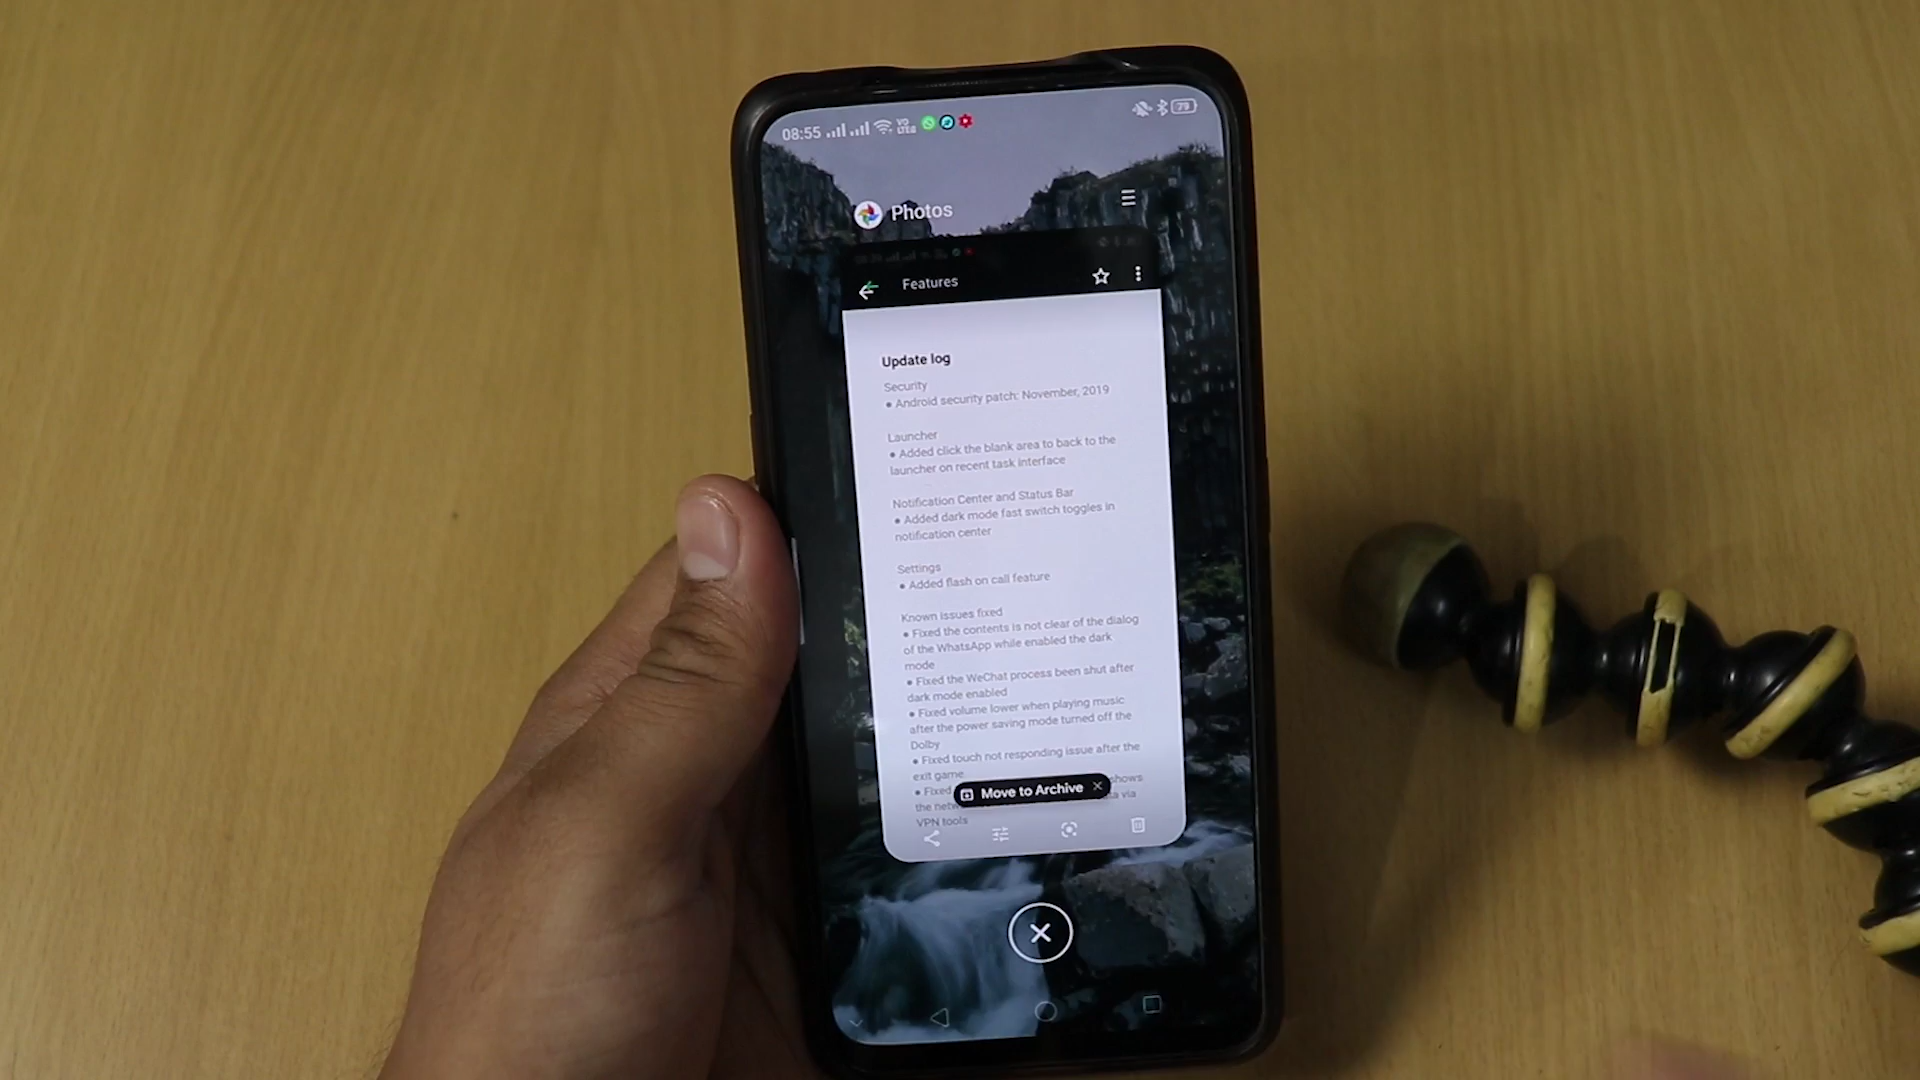 08:55 VO LTE 79
Photos
Features
Update log
Security
● Android security patch: November, 2019
Launcher
● Added click the blank area to back to the
launcher on recent task interface
Notification Center and Status Bar
● Added dark mode fast switch toggles in
notification center
Settings
● Added flash on call feature
Known issues fixed
● Fixed the contents is not clear of the dialog
of the WhatsApp while enabled the dark
mode
● Fixed the WeChat process been shut after
dark mode enabled
● Fixed volume lower when playing music
after the power saving mode turned off the
Dolby
● Fixed touch not responding issue after the
exit game
● Fixed shows
Move to Archive
the via
VPN tools